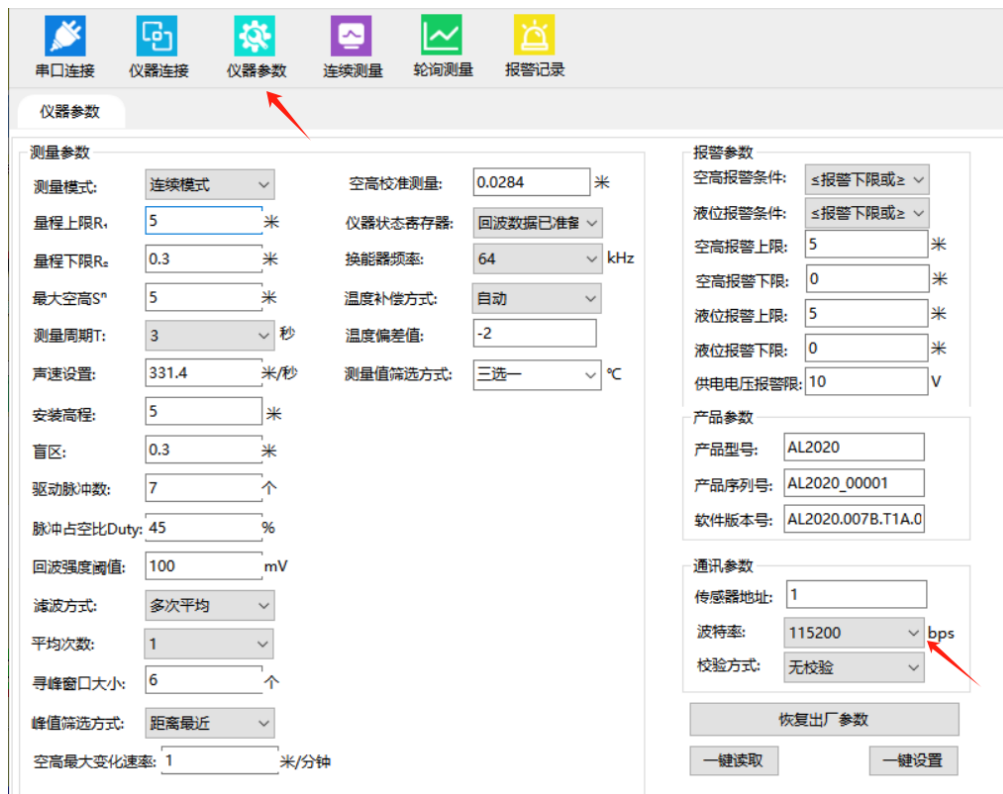 串口连接 仪器连接 仪器参数 连续测量 轮询测量 报警记录
仪器参数
测量参数
测量模式: 连续模式
量程上限R₁ 5 米
量程下限R₀ 0.3 米
最大空高Sⁿ 5 米
测量周期T: 3 秒
声速设置: 331.4 米/秒
安装高程: 5 米
盲区: 0.3 米
驱动脉冲数: 7 个
脉冲占空比Duty: 45 %
回波强度阈值: 100 mV
滤波方式: 多次平均
平均次数: 1
寻峰窗口大小: 6 个
峰值筛选方式: 距离最近
空高最大变化速率: 1 米/分钟
空高校准测量: 0.0284 米
仪器状态寄存器: 回波数据已准备
换能器频率: 64 kHz
温度补偿方式: 自动
温度偏差值: -2
测量值筛选方式: 三选一 ℃
报警参数
空高报警条件: ≤报警下限或≥
液位报警条件: ≤报警下限或≥
空高报警上限: 5 米
空高报警下限: 0 米
液位报警上限: 5 米
液位报警下限: 0 米
供电电压报警限: 10 V
产品参数
产品型号: AL2020
产品序列号: AL2020_00001
软件版本号: AL2020.007B.T1A.0
通讯参数
传感器地址: 1
波特率: 115200 bps
校验方式: 无校验
恢复出厂参数
一键读取 一键设置